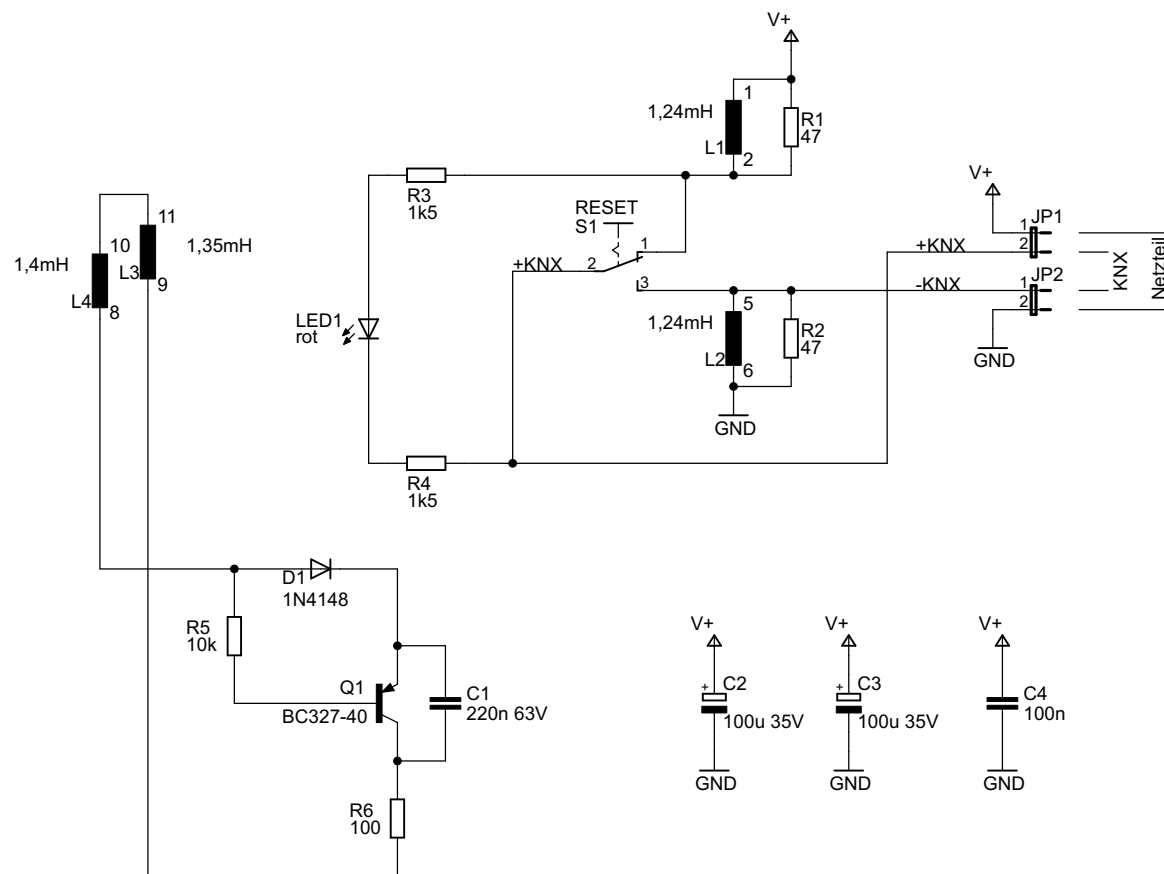 V+
1
1,24mH
R1
47
L1
2
R3
1k5
V+
RESET
S1
JP1
11
1
1
10
1,35mH
+KNX
2
+KNX
2
1,4mH
L3
3
JP2
KNX
Netzteil
9
-KNX
1
L4
8
5
2
LED1
rot
1,24mH
R2
47
L2
6
GND
GND
R4
1k5
D1
1N4148
R5
10k
V+
V+
V+
Q1
BC327-40
C1
220n 63V
+
C2
100u 35V
+
C3
100u 35V
C4
100n
GND
GND
GND
R6
100